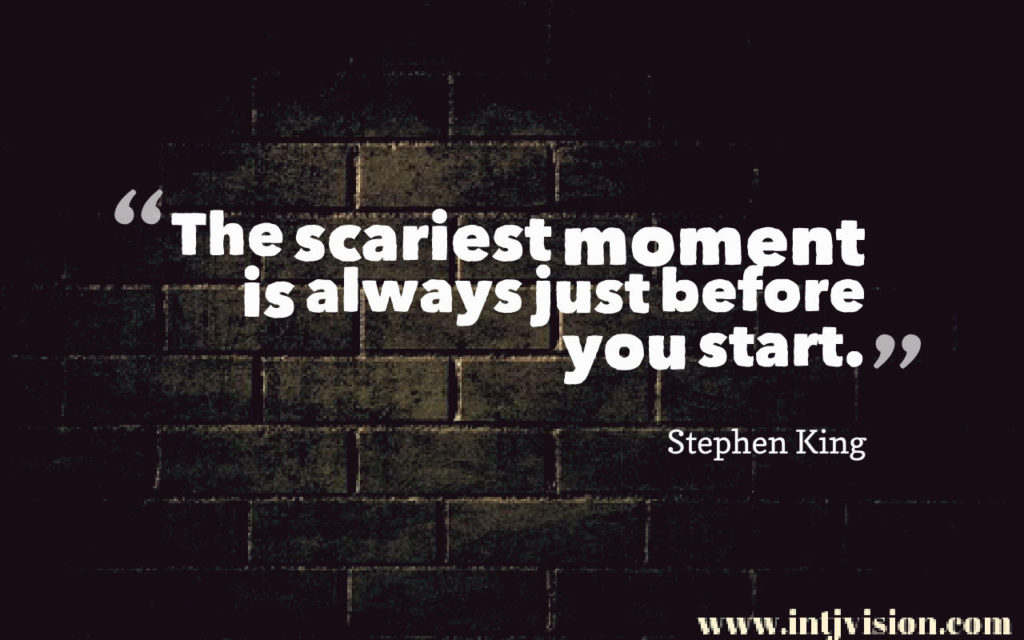 “The scariest moment
is always just before
you start.”
Stephen King
www.intjvision.com